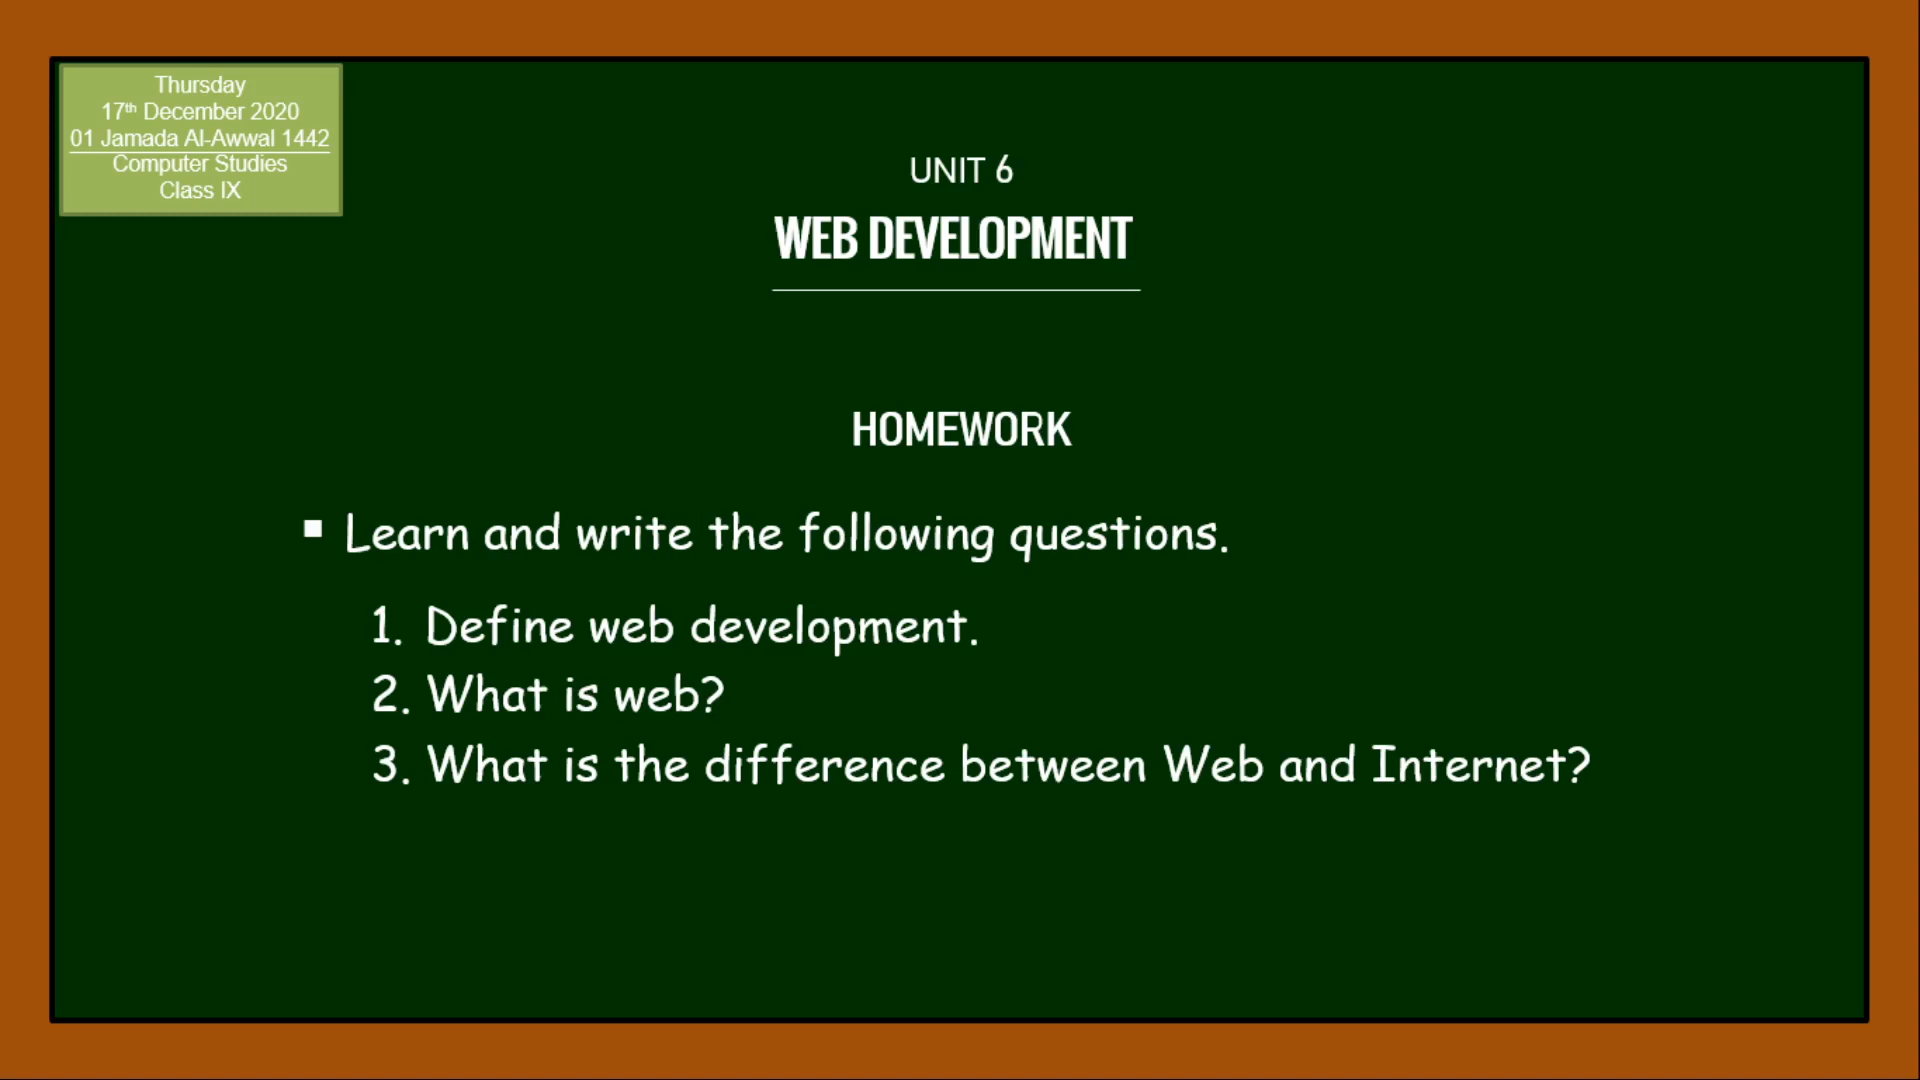 Thursday
17th December 2020
01 Jamada Al-Awwal 1442
Computer Studies
Class IX
UNIT 6
WEB DEVELOPMENT
HOMEWORK
▪ Learn and write the following questions.
1. Define web development.
2. What is web?
3. What is the difference between Web and Internet?